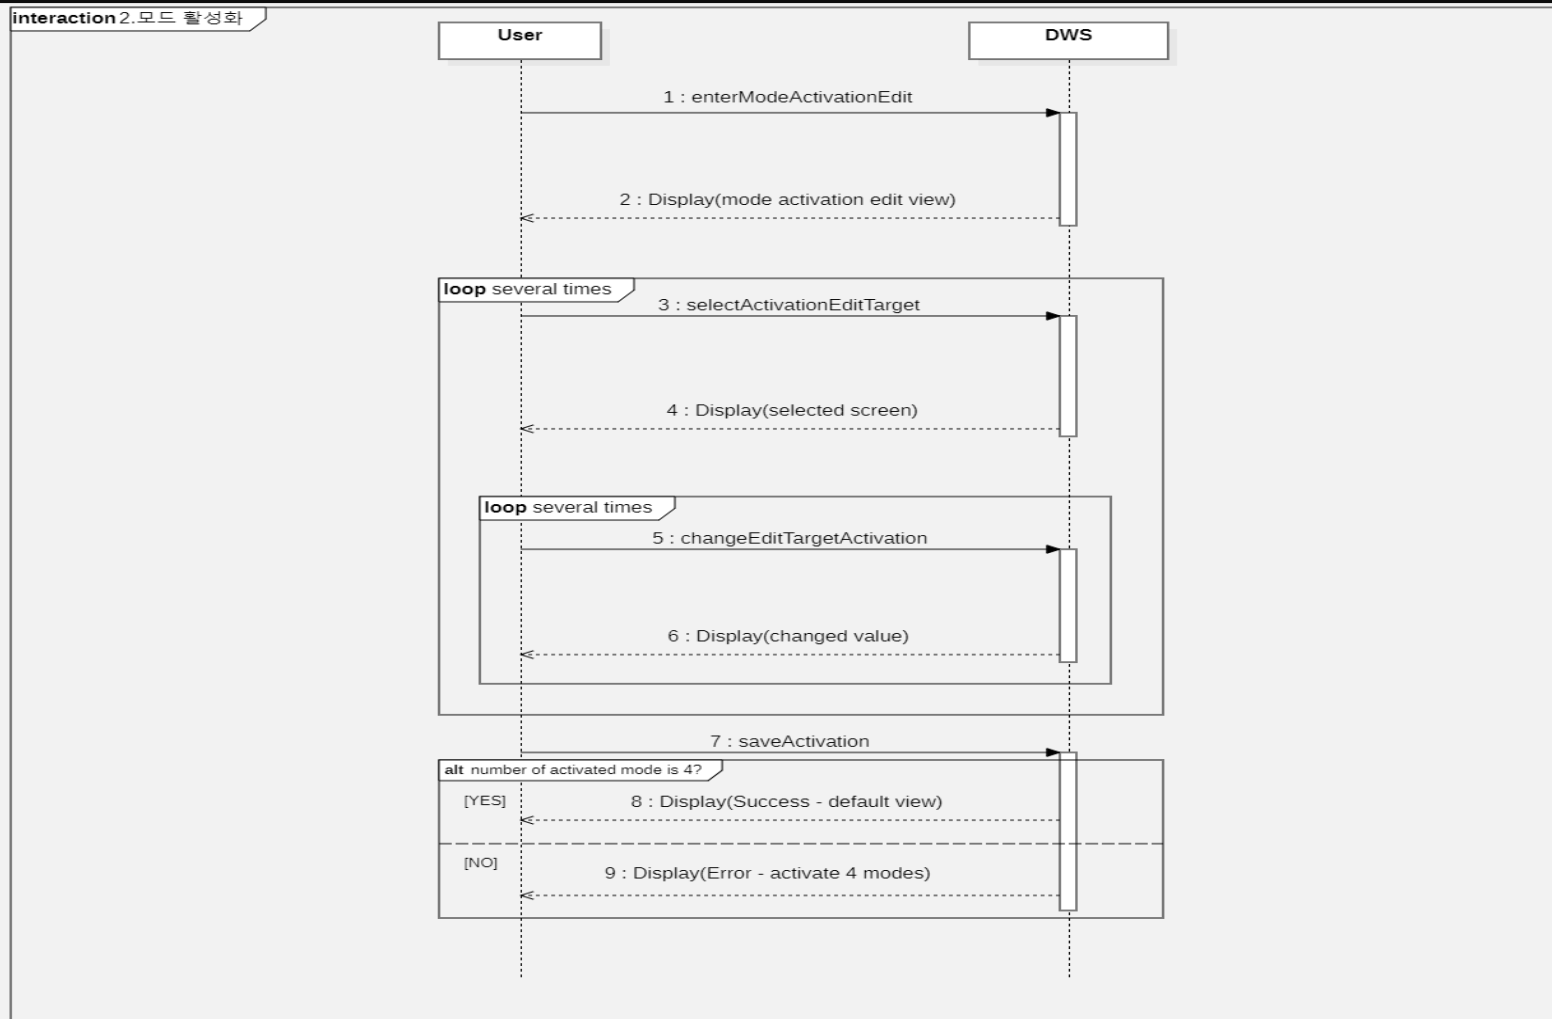 interaction 2.모드 활성화
User
DWS
1 : enterModeActivationEdit
2 : Display(mode activation edit view)
loop several times
3 : selectActivationEditTarget
4 : Display(selected screen)
loop several times
5 : changeEditTargetActivation
6 : Display(changed value)
7 : saveActivation
alt number of activated mode is 4?
[YES]
8 : Display(Success - default view)
[NO]
9 : Display(Error - activate 4 modes)